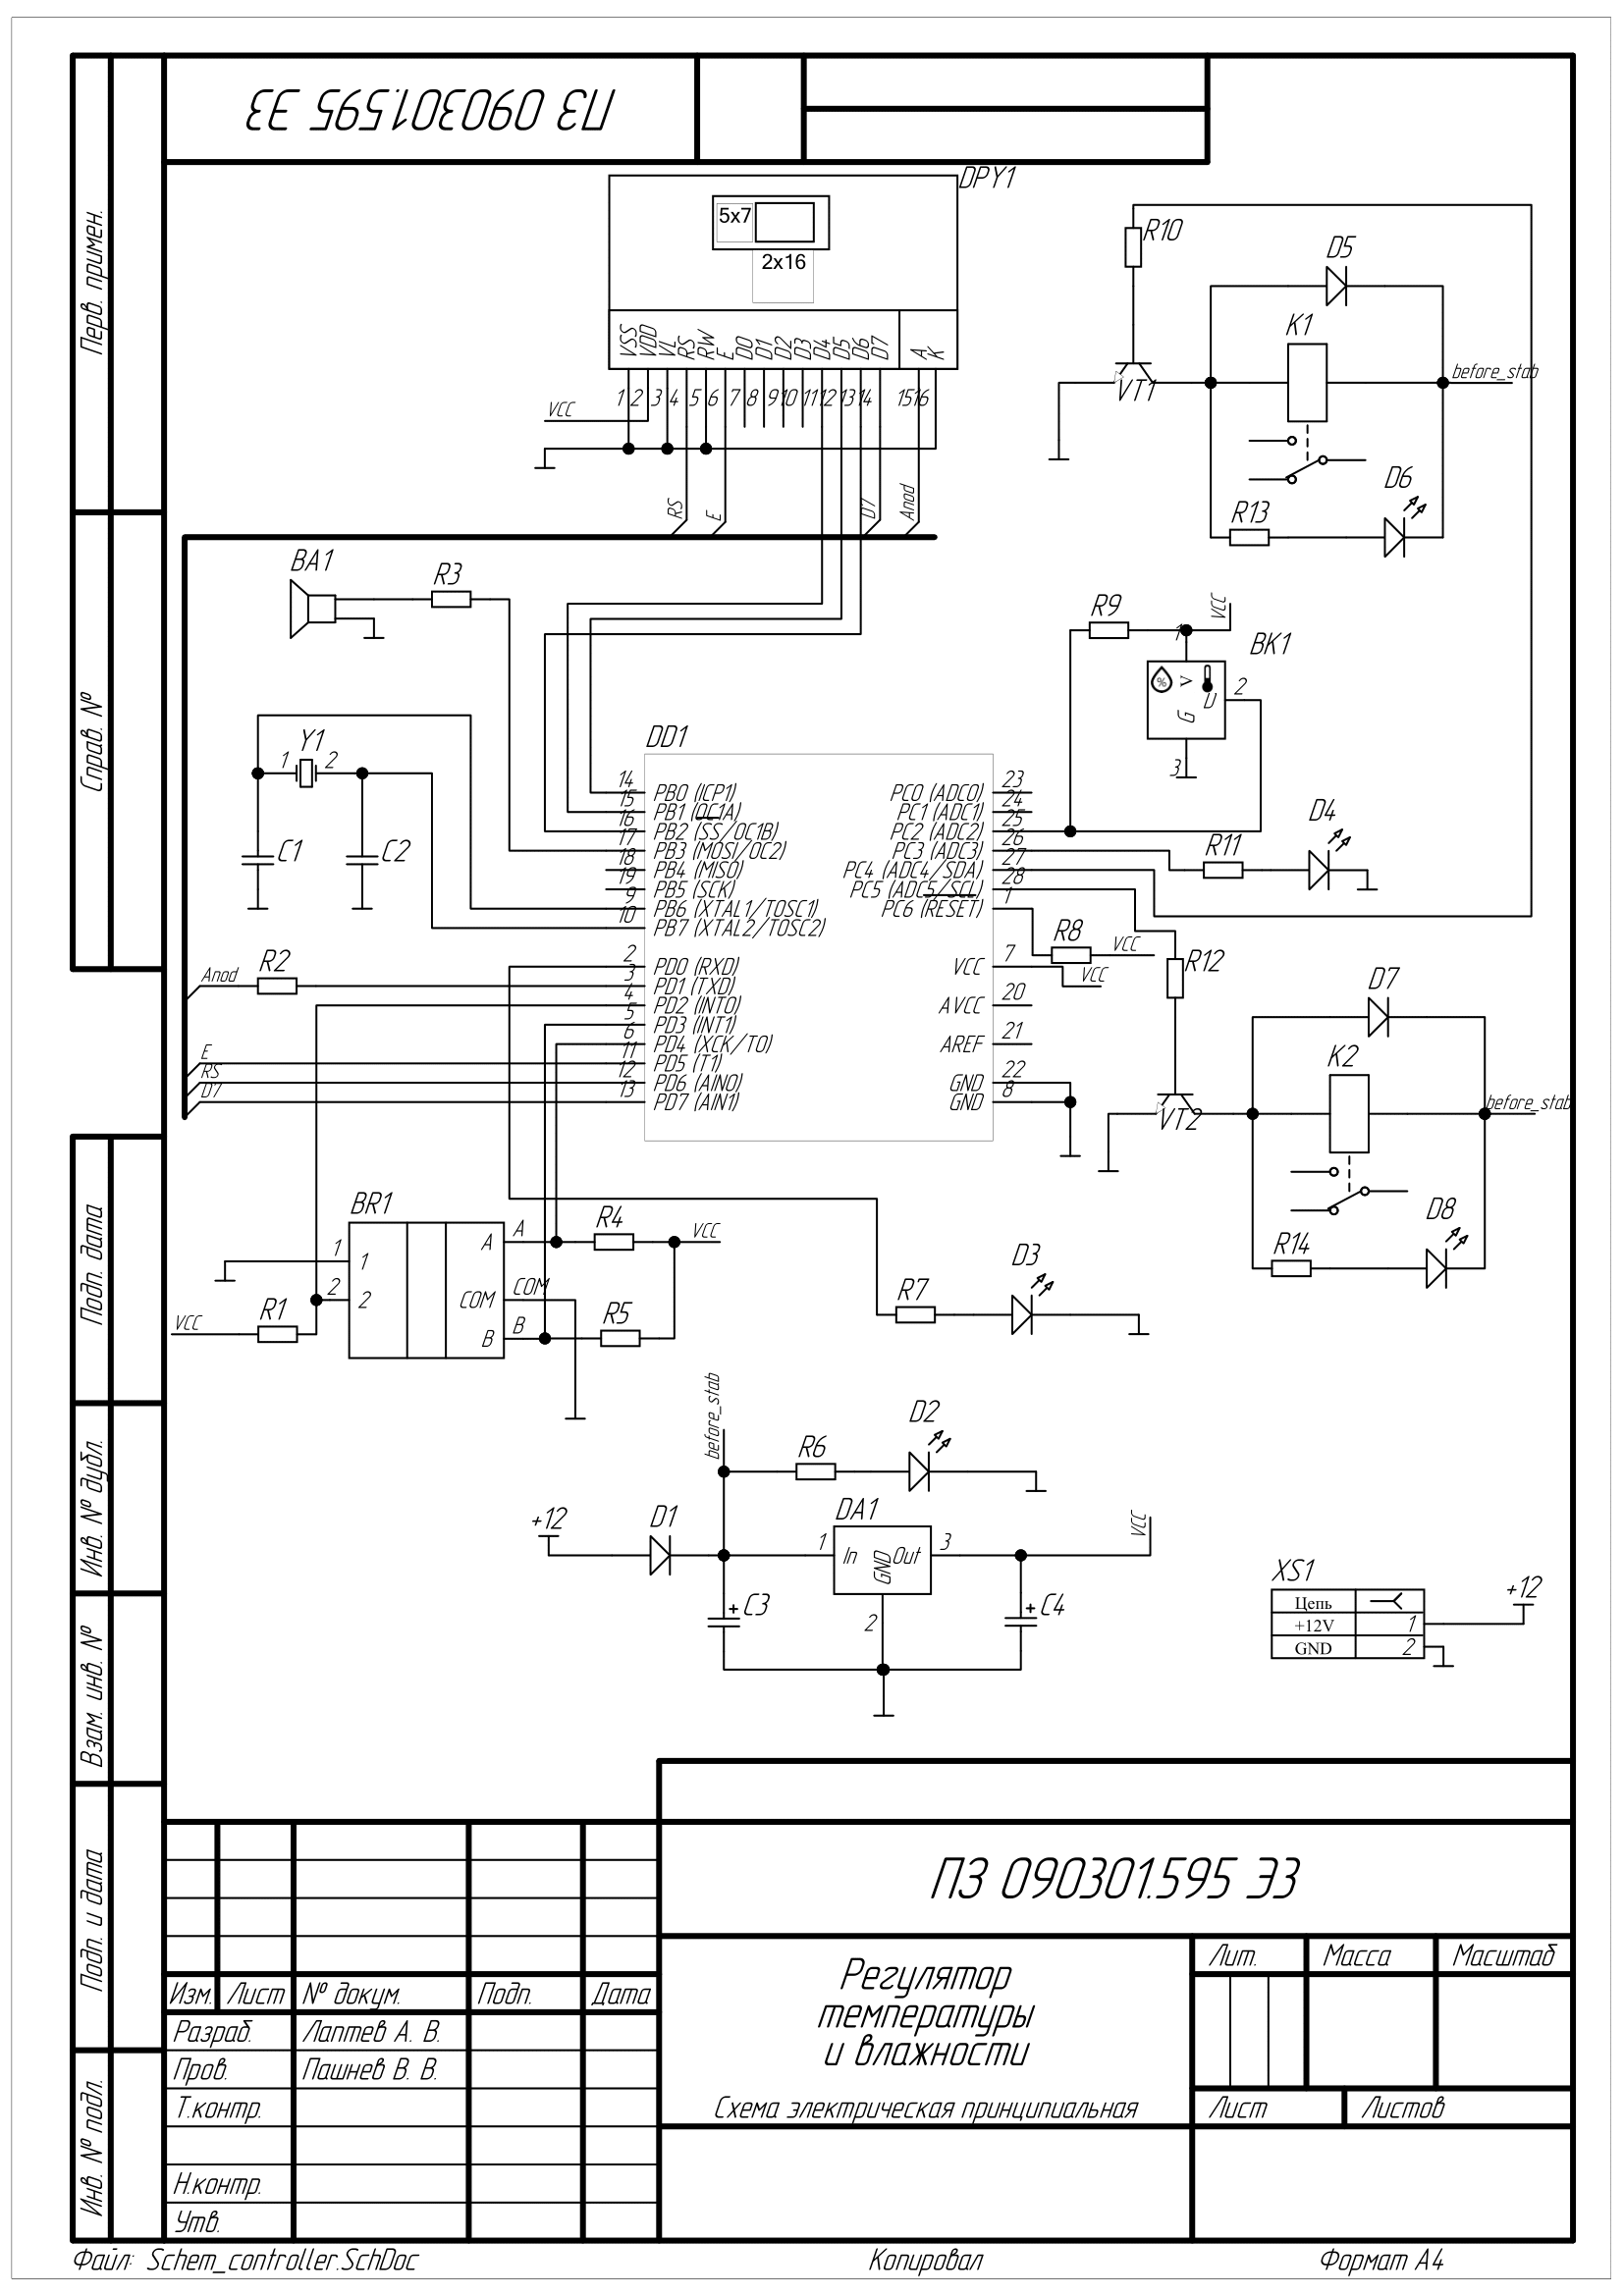 ПЗ 090301.595 ЭЗ
DPY1
5x7
2x16
VSS
VDD
VL
RS
RW
E
D0
D1
D2
D3
D4
D5
D6
D7
A
K
1
2
3
4
5
6
7
8
9
10
11
12
13
14
15
16
VCC
RS
E
D7
Anod
R10
D5
K1
before_stab
VT1
D6
R13
BA1
R3
R9
VCC
1
BK1
%
V
D
G
2
3
Y1
1
2
C1
C2
DD1
14
PB0 (ICP1)
15
PB1 (OC1A)
16
PB2 (SS/OC1B)
17
PB3 (MOSI/OC2)
18
PB4 (MISO)
19
PB5 (SCK)
9
PB6 (XTAL1/TOSC1)
10
PB7 (XTAL2/TOSC2)
2
PD0 (RXD)
3
PD1 (TXD)
4
PD2 (INT0)
5
PD3 (INT1)
6
PD4 (XCK/T0)
11
PD5 (T1)
12
PD6 (AIN0)
13
PD7 (AIN1)
PC0 (ADC0)
23
PC1 (ADC1)
24
PC2 (ADC2)
25
PC3 (ADC3)
26
PC4 (ADC4/SDA)
27
PC5 (ADC5/SCL)
28
PC6 (RESET)
1
VCC
7
AVCC
20
AREF
21
GND
22
GND
8
D4
R11
R8
VCC
VCC
R12
Anod
R2
E
RS
D7
D7
K2
before_stab
VT2
D8
R14
BR1
1
1
2
2
A
A
COM
COM
B
B
R4
VCC
R5
R1
VCC
D3
R7
before_stab
D2
R6
+12
D1
DA1
1
In
GND
Out
3
2
VCC
+
C3
+
C4
XS1
Цепь
+12V
1
GND
2
+12
Перв. примен.
Справ. №
Подп. дата
Инв. № дубл.
Взам. инв. №
Подп. и дата
Инв. № подл.
ПЗ 090301.595 ЭЗ
Регулятор
температуры
и влажности
Схема электрическая принципиальная
Лит.
Масса
Масштаб
Лист
Листов
Изм.
Лист
№ докум.
Подп.
Дата
Разраб.
Лаптев А. В.
Пров.
Пашнев В. В.
Т.контр.
Н.контр.
Утв.
Файл: Schem_controller.SchDoc
Копировал
Формат А4